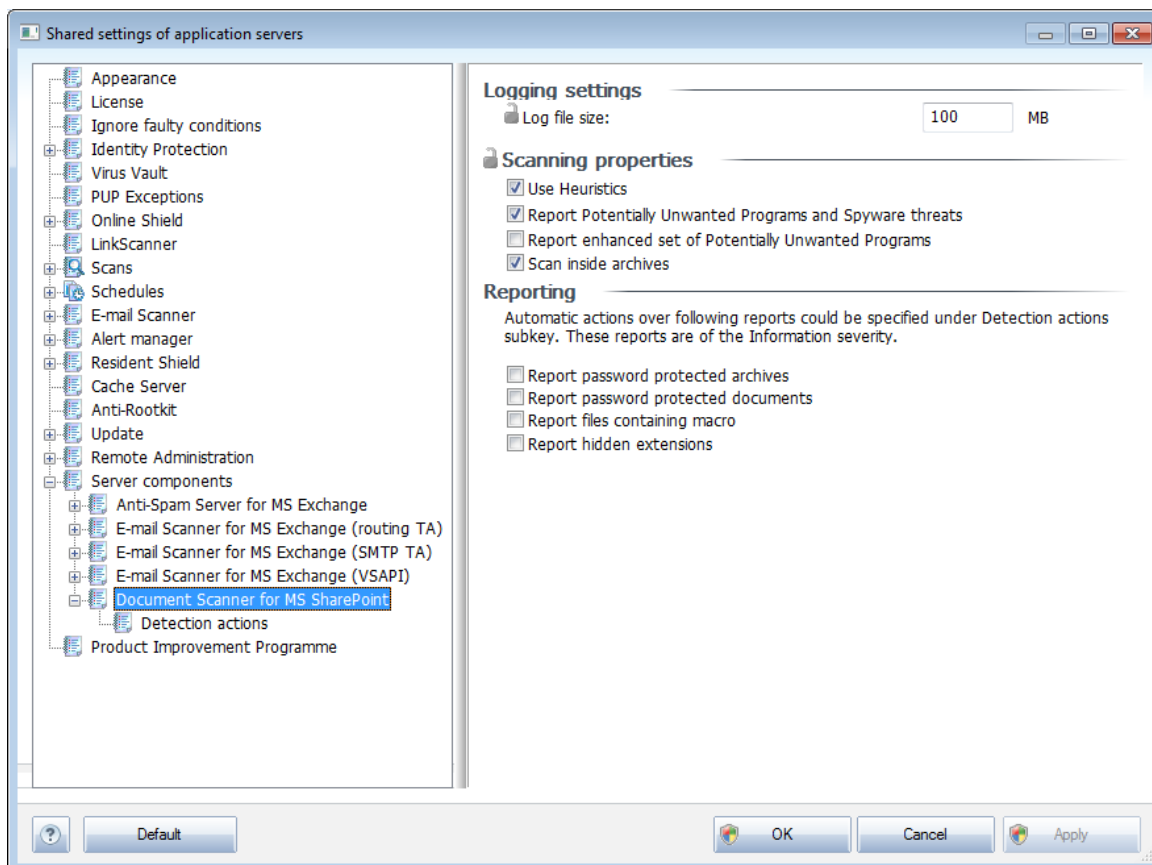 Shared settings of application servers
Appearance
License
Ignore faulty conditions
Identity Protection
Virus Vault
PUP Exceptions
Online Shield
LinkScanner
Scans
Schedules
E-mail Scanner
Alert manager
Resident Shield
Cache Server
Anti-Rootkit
Update
Remote Administration
Server components
Anti-Spam Server for MS Exchange
E-mail Scanner for MS Exchange (routing TA)
E-mail Scanner for MS Exchange (SMTP TA)
E-mail Scanner for MS Exchange (VSAPI)
Document Scanner for MS SharePoint
Detection actions
Product Improvement Programme
Logging settings
Log file size: 100 MB
Scanning properties
Use Heuristics
Report Potentially Unwanted Programs and Spyware threats
Report enhanced set of Potentially Unwanted Programs
Scan inside archives
Reporting
Automatic actions over following reports could be specified under Detection actions
subkey. These reports are of the Information severity.
Report password protected archives
Report password protected documents
Report files containing macro
Report hidden extensions
? Default OK Cancel Apply